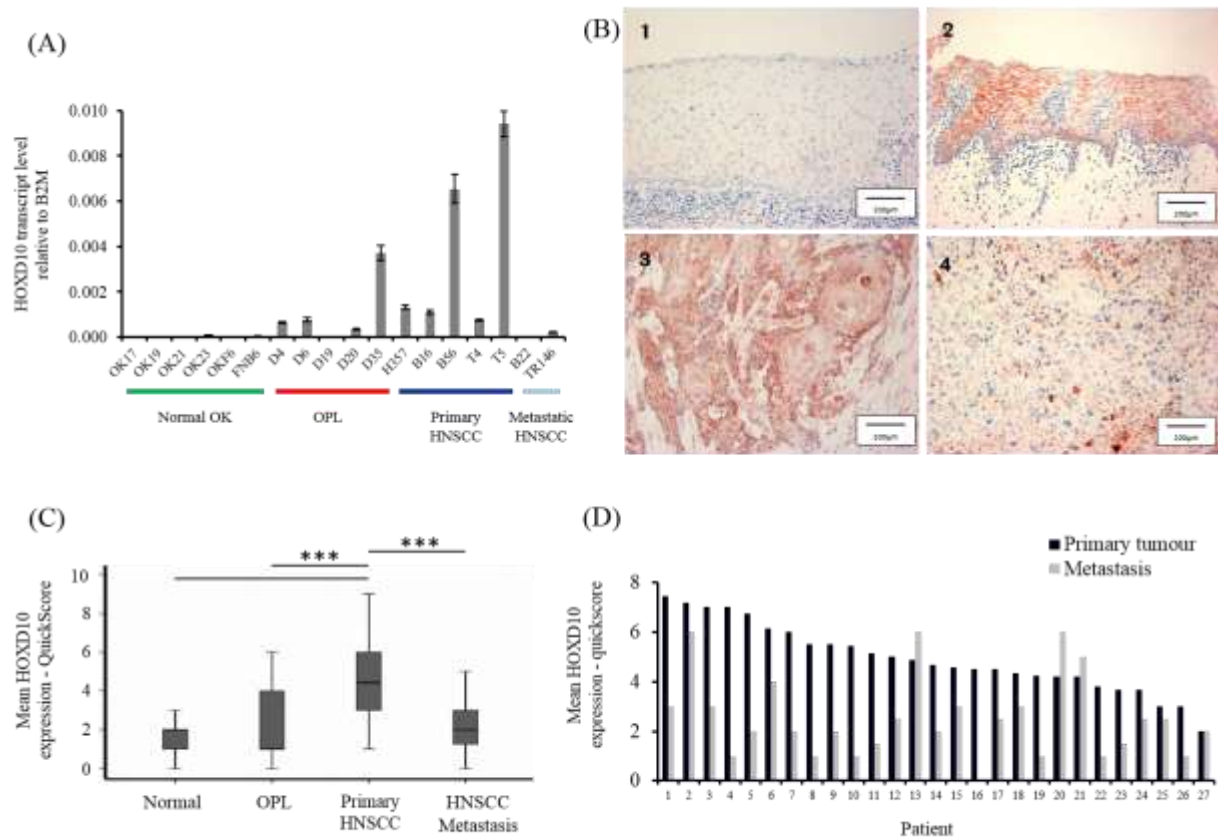 (A)
HOXD10 transcript level
relative to B2M
0.010
0.008
0.006
0.004
0.002
0.000
OK17
OK19
OK21
OK23
OKF6
FNB6
D4
D6
D19
D20
D35
H357
B16
B56
T4
T5
B22
TR146
Normal OK
OPL
Primary
HNSCC
Metastatic
HNSCC
(B)
1
200µm
2
200µm
3
200µm
4
200µm
(C)
Mean HOXD10
expression - QuickScore
*** ***
10
8
6
4
2
0
Normal
OPL
Primary
HNSCC
HNSCC
Metastasis
(D)
Primary tumour
Metastasis
Mean HOXD10
expression - quickscore
8
6
4
2
0
1 2 3 4 5 6 7 8 9 10 11 12 13 14 15 16 17 18 19 20 21 22 23 24 25 26 27
Patient